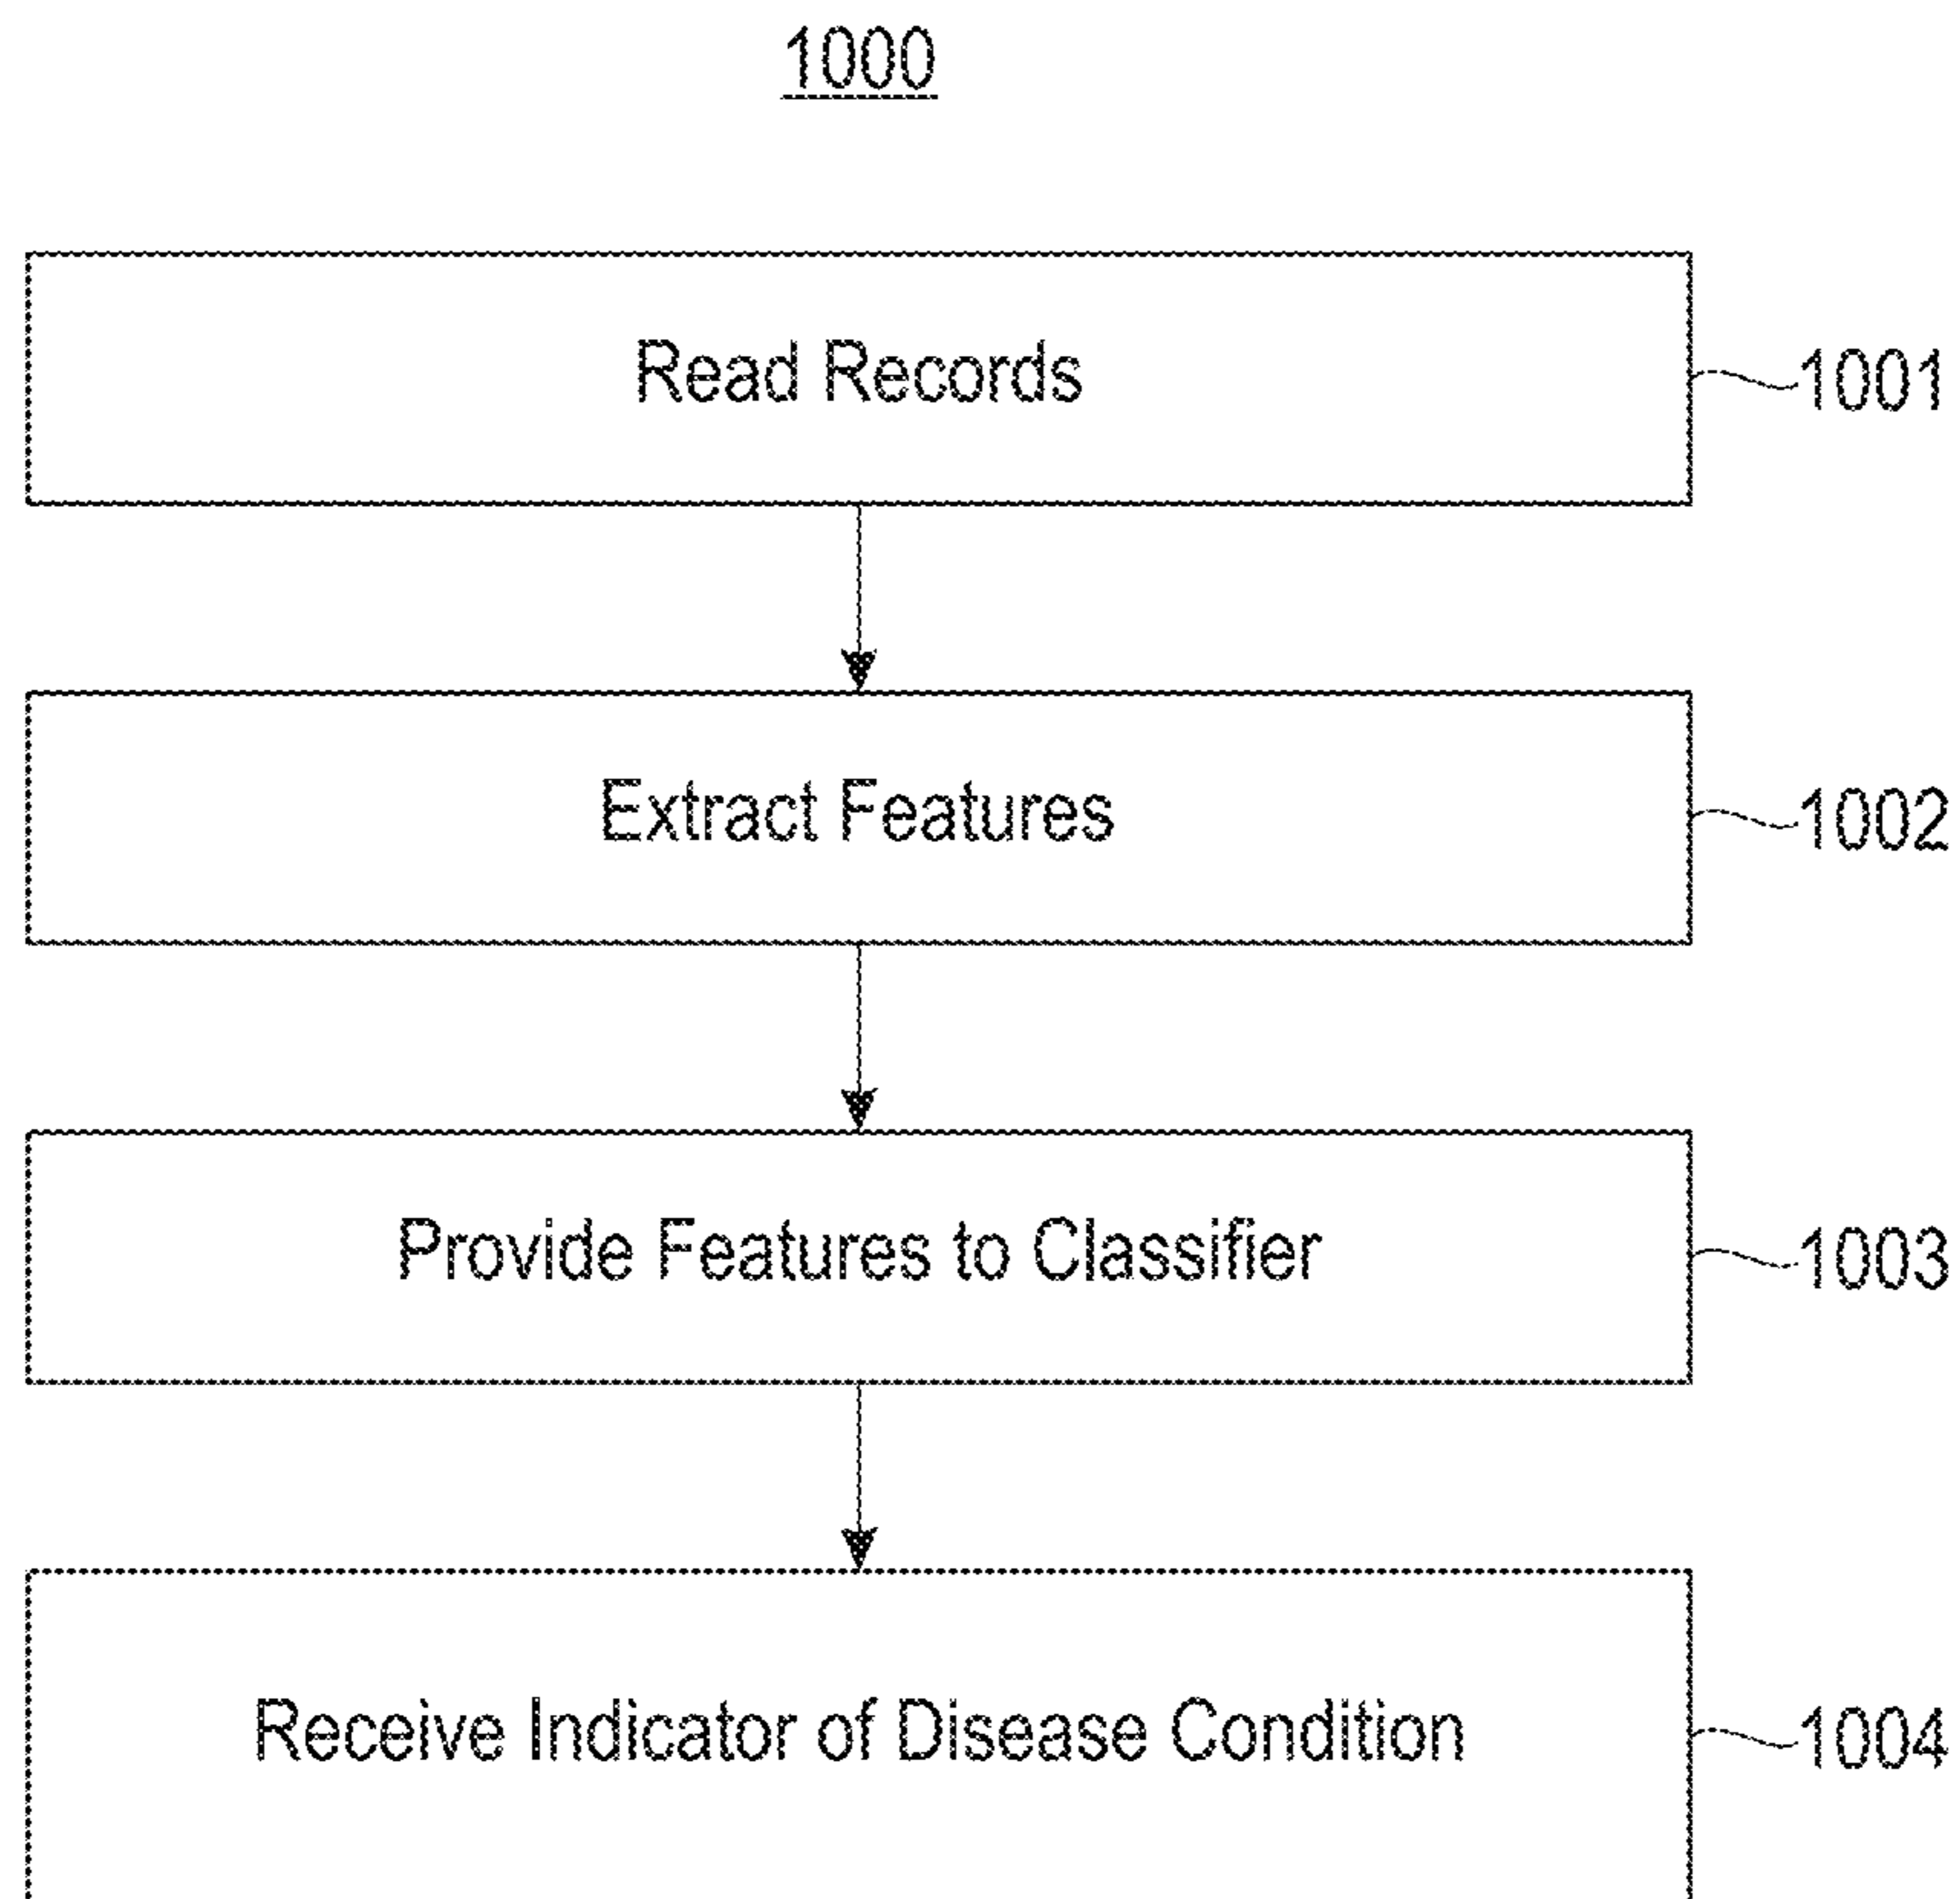 1000
Read Records
1001
Extract Features
1002
Provide Features to Classifier
1003
Receive Indicator of Disease Condition
1004